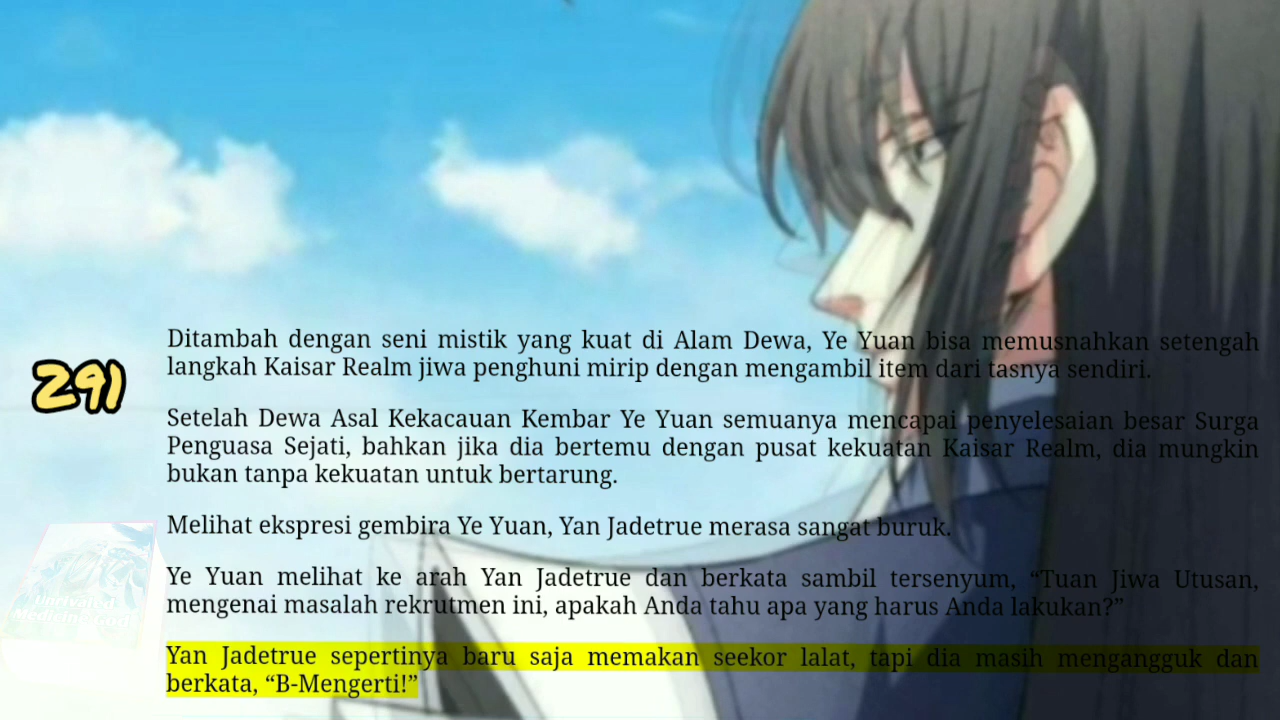 Ditambah dengan seni mistik yang kuat di Alam Dewa, Ye Yuan bisa memusnahkan setengah
langkah Kaisar Realm jiwa penghuni mirip dengan mengambil item dari tasnya sendiri.
291
Setelah Dewa Asal Kekacauan Kembar Ye Yuan semuanya mencapai penyelesaian besar Surga
Penguasa Sejati, bahkan jika dia bertemu dengan pusat kekuatan Kaisar Realm, dia mungkin
bukan tanpa kekuatan untuk bertarung.
Melihat ekspresi gembira Ye Yuan, Yan Jadetrue merasa sangat buruk.
Ye Yuan melihat ke arah Yan Jadetrue dan berkata sambil tersenyum, “Tuan Jiwa Utusan,
mengenai masalah rekrutmen ini, apakah Anda tahu apa yang harus Anda lakukan?”
Unrivaled
Medicine God
Yan Jadetrue sepertinya baru saja memakan seekor lalat, tapi dia masih mengangguk dan
berkata, “B-Mengerti!”